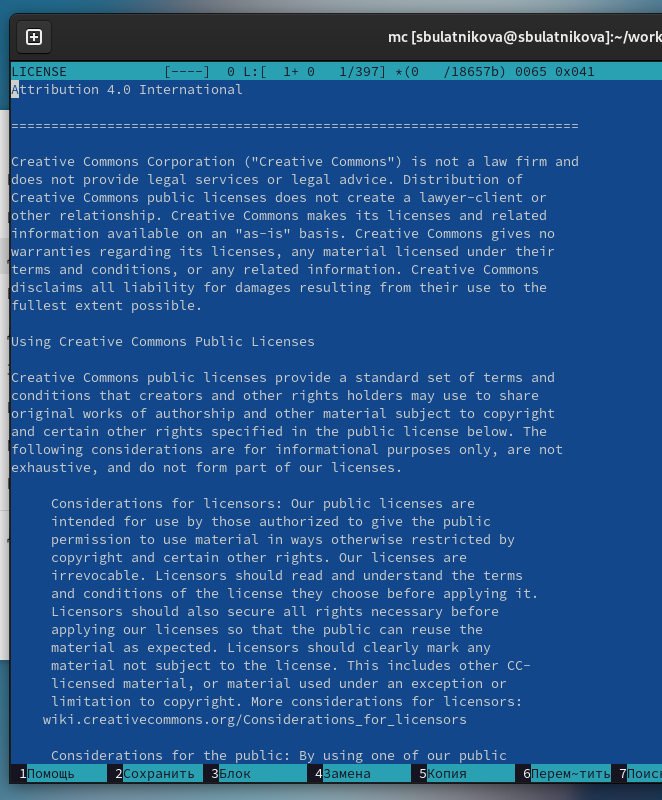 mc [sbulatnikova@sbulatnikova]:~/work
LICENSE            [----]  0 L:[  1+ 0   1/397] *(0   /18657b) 0065 0x041
Attribution 4.0 International
=======================================================================
Creative Commons Corporation ("Creative Commons") is not a law firm and
does not provide legal services or legal advice. Distribution of
Creative Commons public licenses does not create a lawyer-client or
other relationship. Creative Commons makes its licenses and related
information available on an "as-is" basis. Creative Commons gives no
warranties regarding its licenses, any material licensed under their
terms and conditions, or any related information. Creative Commons
disclaims all liability for damages resulting from their use to the
fullest extent possible.
Using Creative Commons Public Licenses
Creative Commons public licenses provide a standard set of terms and
conditions that creators and other rights holders may use to share
original works of authorship and other material subject to copyright
and certain other rights specified in the public license below. The
following considerations are for informational purposes only, are not
exhaustive, and do not form part of our licenses.
Considerations for licensors: Our public licenses are
intended for use by those authorized to give the public
permission to use material in ways otherwise restricted by
copyright and certain other rights. Our licenses are
irrevocable. Licensors should read and understand the terms
and conditions of the license they choose before applying it.
Licensors should also secure all rights necessary before
applying our licenses so that the public can reuse the
material as expected. Licensors should clearly mark any
material not subject to the license. This includes other CC-
licensed material, or material used under an exception or
limitation to copyright. More considerations for licensors:
wiki.creativecommons.org/Considerations_for_licensors
Considerations for the public: By using one of our public
1Помощь 2Сохранить 3Блок 4Замена 5Копия 6Перем~тить 7Поис